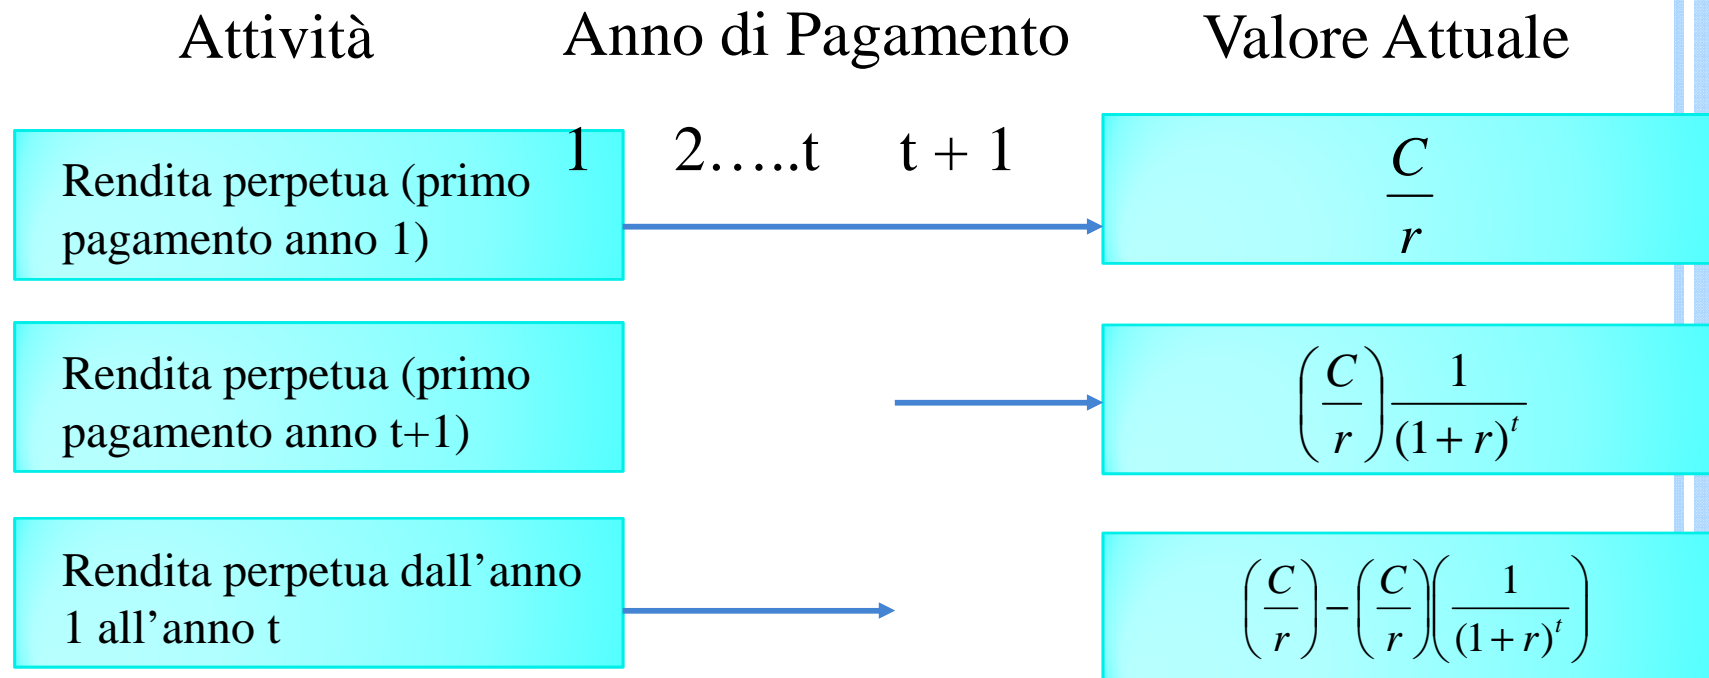 Attività Anno di Pagamento Valore Attuale
1 2…..t t + 1
Rendita perpetua (primo
pagamento anno 1)
C
r
Rendita perpetua (primo
pagamento anno t+1)
(C/r) 1/(1 + r)^t
Rendita perpetua dall’anno
1 all’anno t
(C/r) − (C/r)(1/(1 + r)^t)